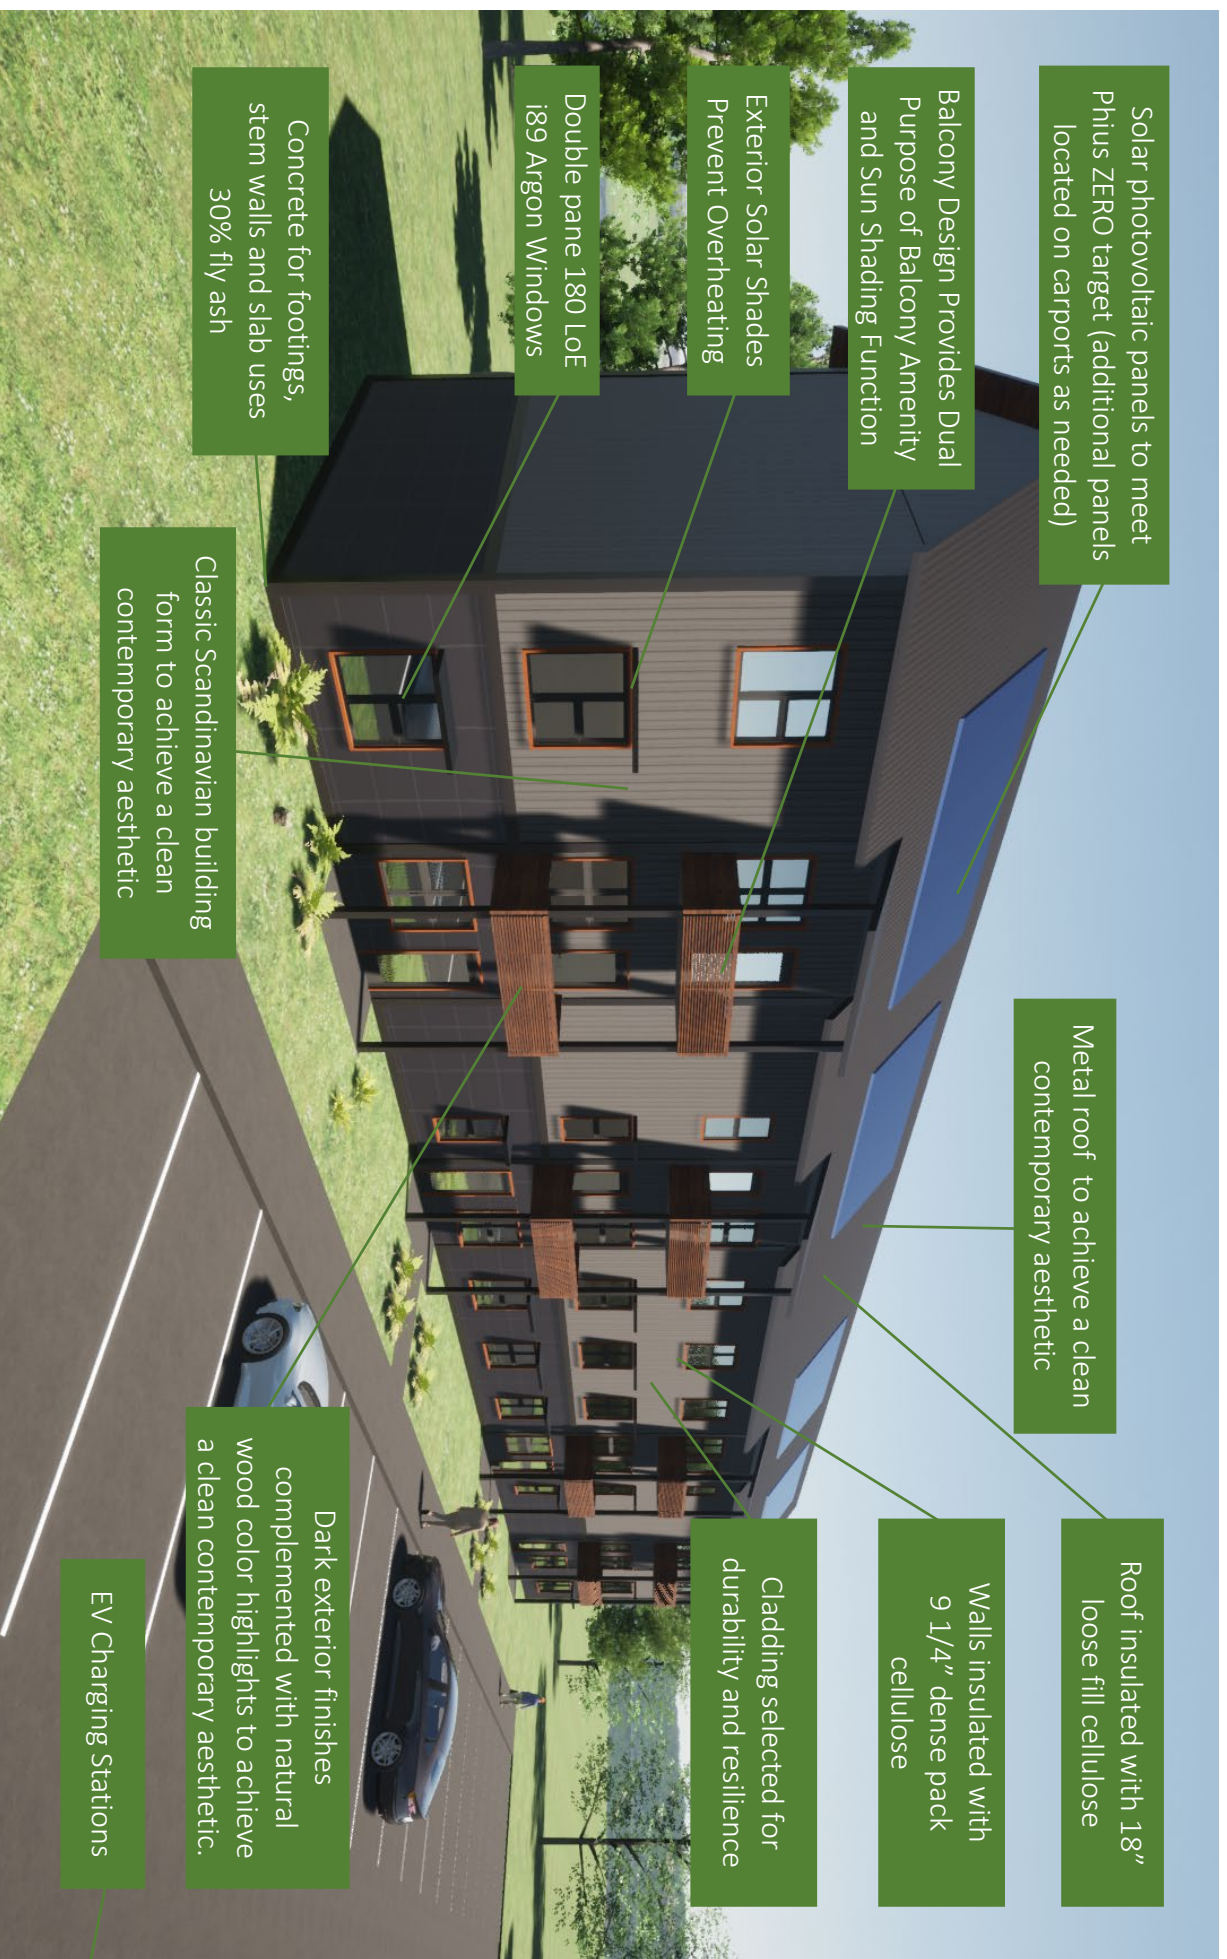 Solar photovoltaic panels to meet
Phius ZERO target (additional panels
located on carports as needed)
Balcony Design Provides Dual
Purpose of Balcony Amenity
and Sun Shading Function
Exterior Solar Shades
Prevent Overheating
Double pane 180 LoE
i89 Argon Windows
Concrete for footings,
stem walls and slab uses
30% fly ash
Classic Scandinavian building
form to achieve a clean
contemporary aesthetic
Metal roof to achieve a clean
contemporary aesthetic
Roof insulated with 18”
loose fill cellulose
Walls insulated with
9 1/4” dense pack
cellulose
Cladding selected for
durability and resilience
Dark exterior finishes
complemented with natural
wood color highlights to achieve
a clean contemporary aesthetic.
EV Charging Stations